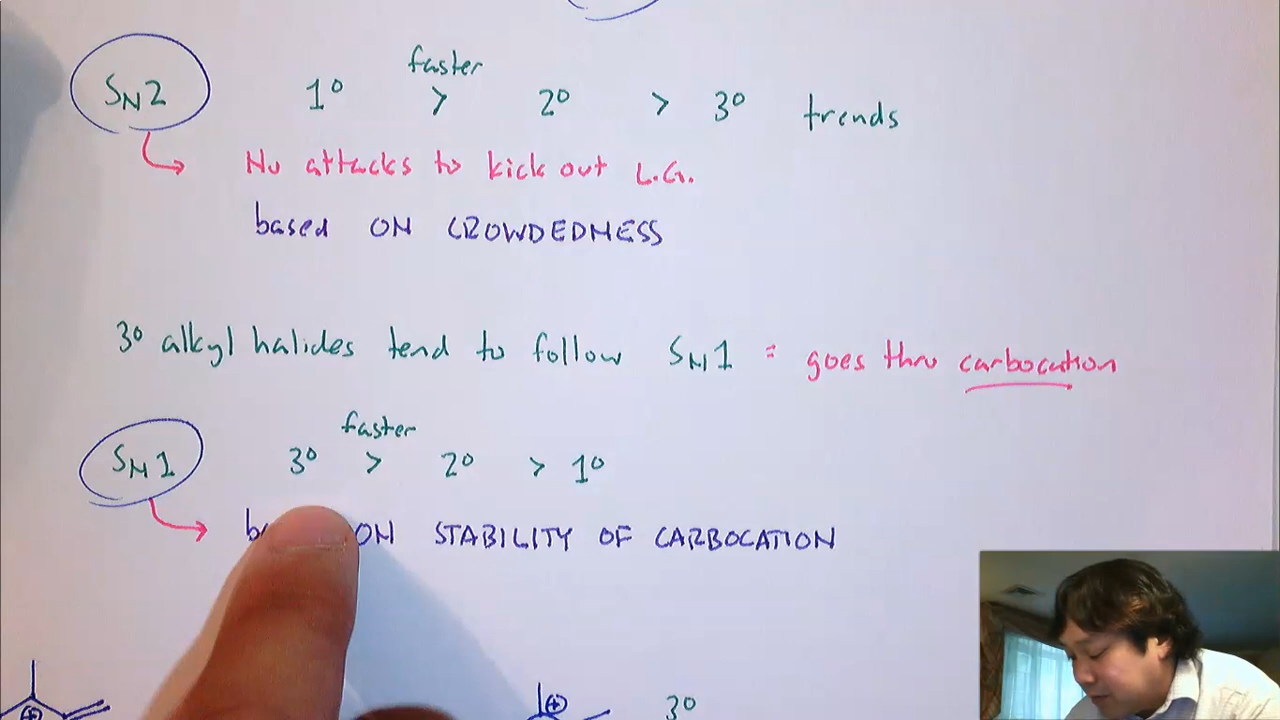 faster
SN2 1° > 2° > 3° trends
Nu attacks to kick out L.G.
based ON CROWDEDNESS
3° alkyl halides tend to follow SN1 = goes thru carbocation
faster
SN1 3° > 2° > 1°
ON STABILITY OF CARBOCATION
+ + 3°